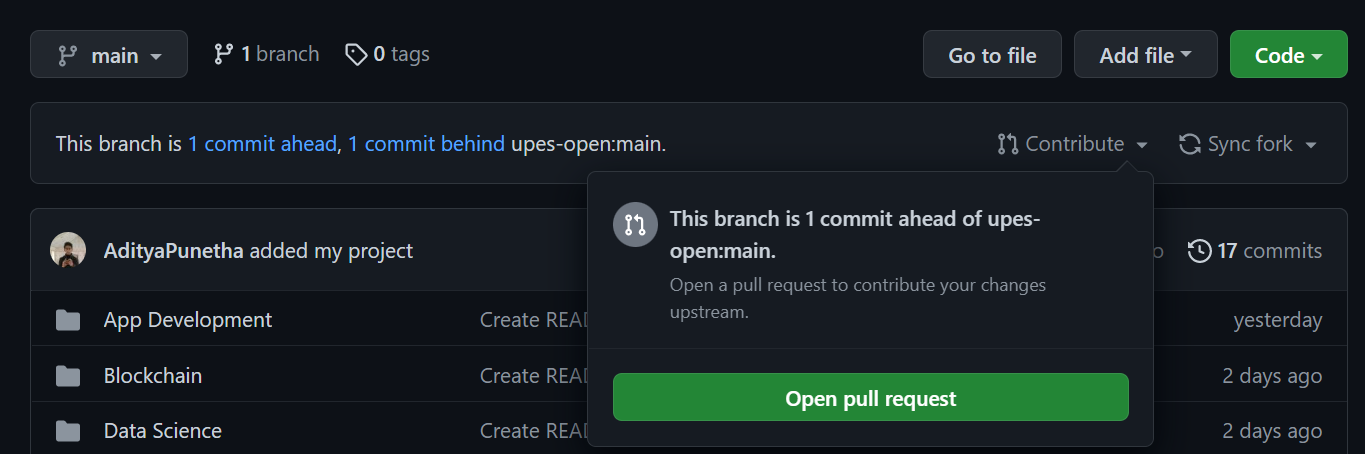 main
1 branch
0 tags
Go to file
Add file
Code
This branch is 1 commit ahead, 1 commit behind upes-open:main.
Contribute
Sync fork
This branch is 1 commit ahead of upes-
open:main.
Open a pull request to contribute your changes
upstream.
Open pull request
AdityaPunetha added my project
17 commits
App Development
Create
yesterday
Blockchain
Create
2 days ago
Data Science
Create
2 days ago